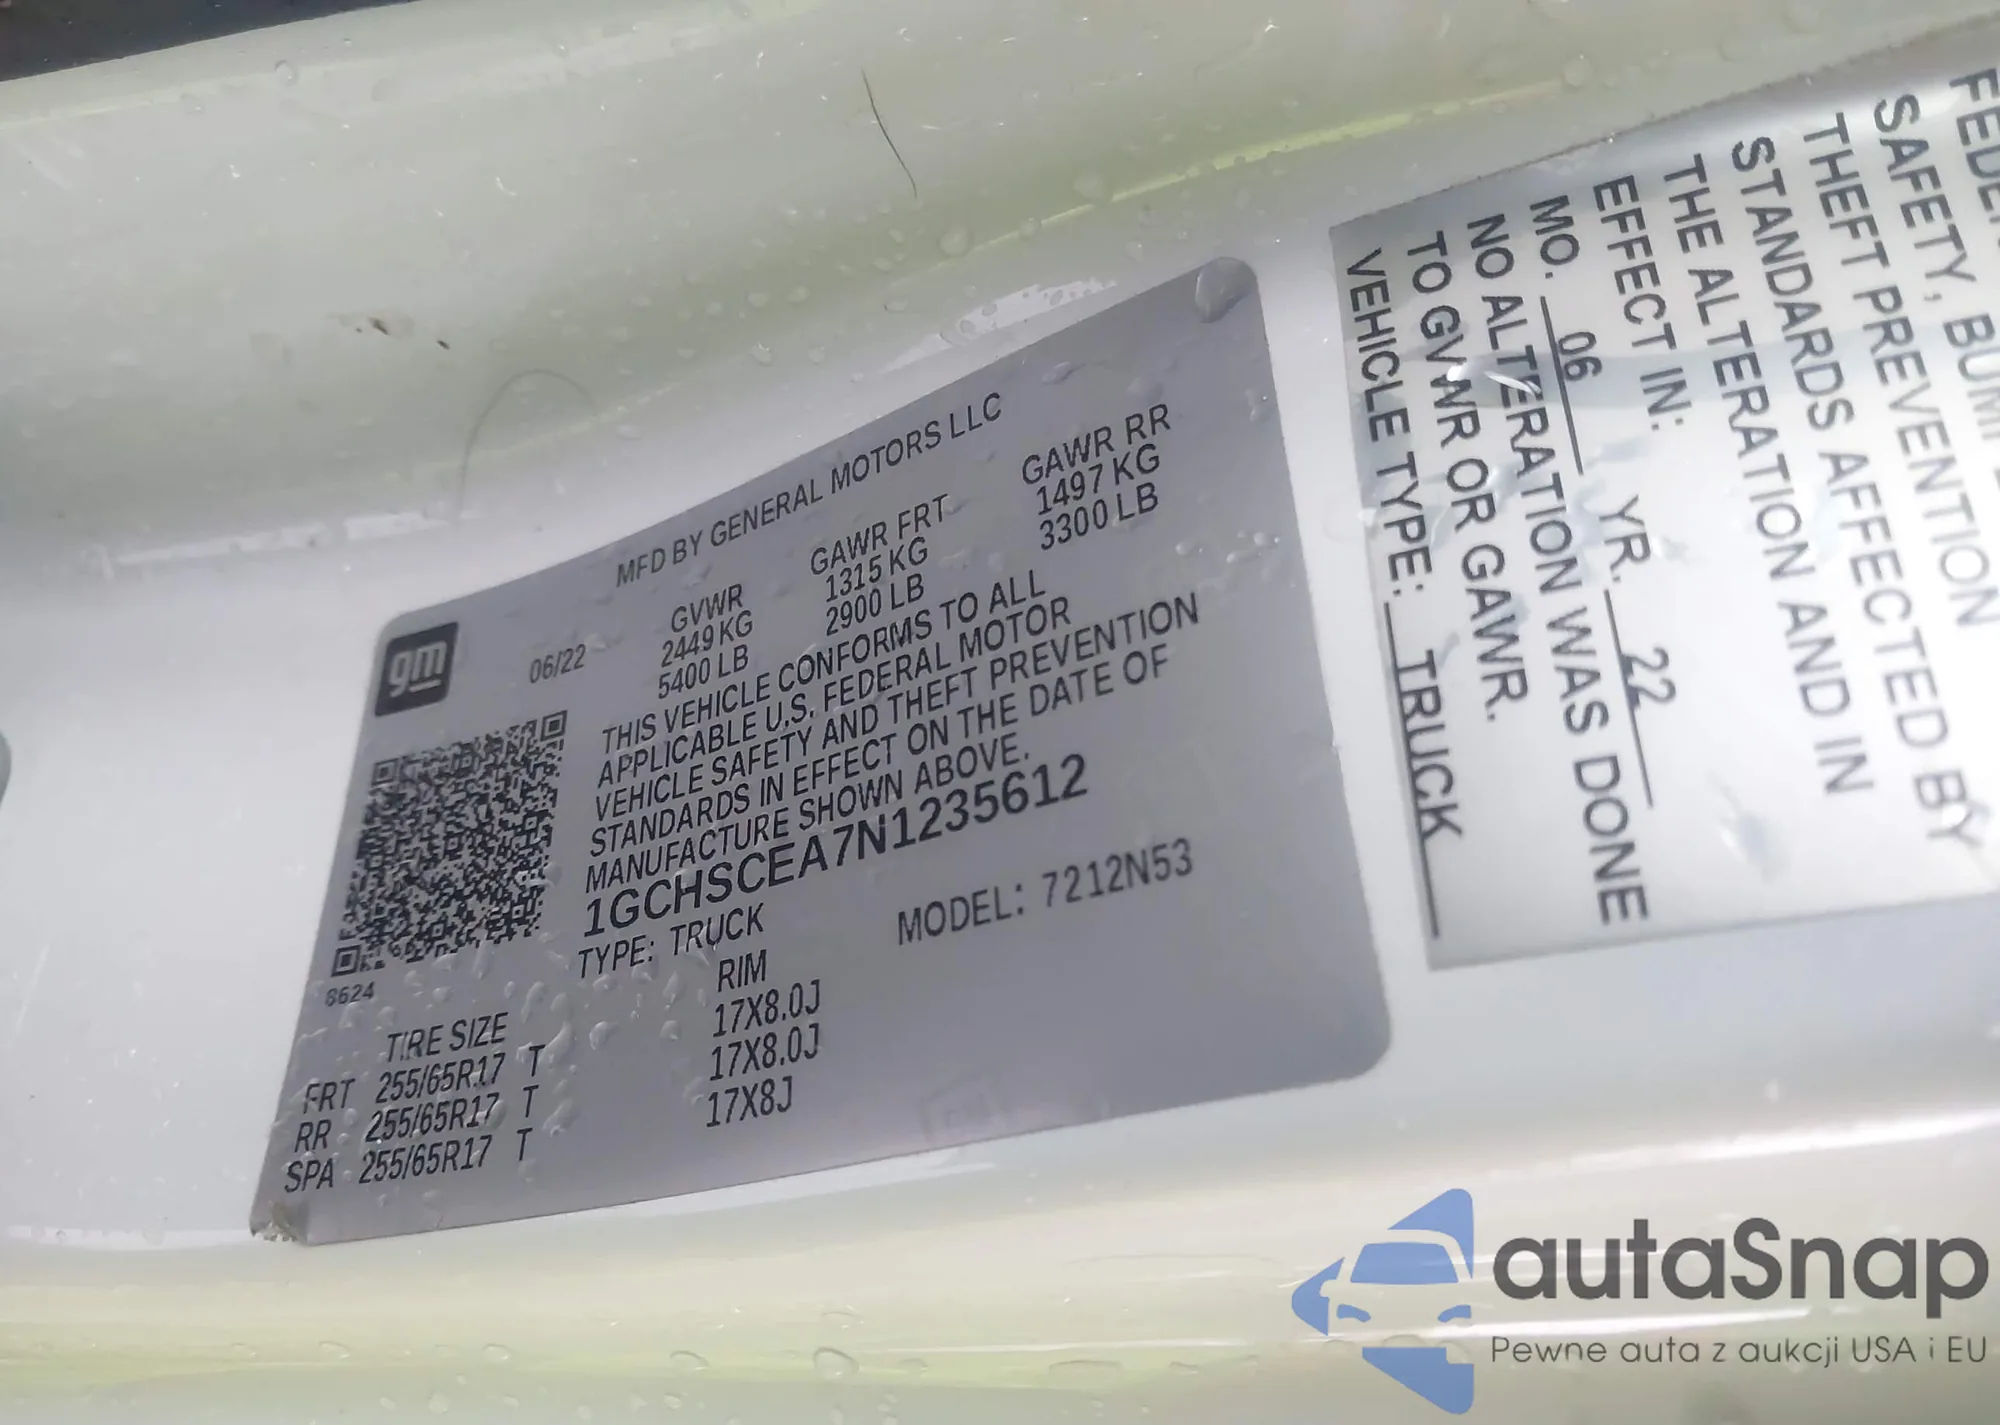 gm
MFD BY GENERAL MOTORS LLC
06/22
GVWR
2449 KG
5400 LB
GAWR FRT
1315 KG
2900 LB
GAWR RR
1497 KG
3300 LB
THIS VEHICLE CONFORMS TO ALL
APPLICABLE U.S. FEDERAL MOTOR
VEHICLE SAFETY AND THEFT PREVENTION
STANDARDS IN EFFECT ON THE DATE OF
MANUFACTURE SHOWN ABOVE.
1GCHSCEA7N1235612
TYPE: TRUCK
MODEL: 7212N53
8624
TIRE SIZE RIM
FRT 255/65R17 T 17X8.0J
RR 255/65R17 T 17X8.0J
SPA 255/65R17 T 17X8J
SAFETY,
THEFT PREVENTION
STANDARDS AFFECTED BY
THE ALTERATION AND IN
EFFECT IN:
MO. 06 YR. 22
NO ALTERATION WAS DONE
TO GVWR OR GAWR.
VEHICLE TYPE: TRUCK
autaSnap
Pewne auta z aukcji USA i EU